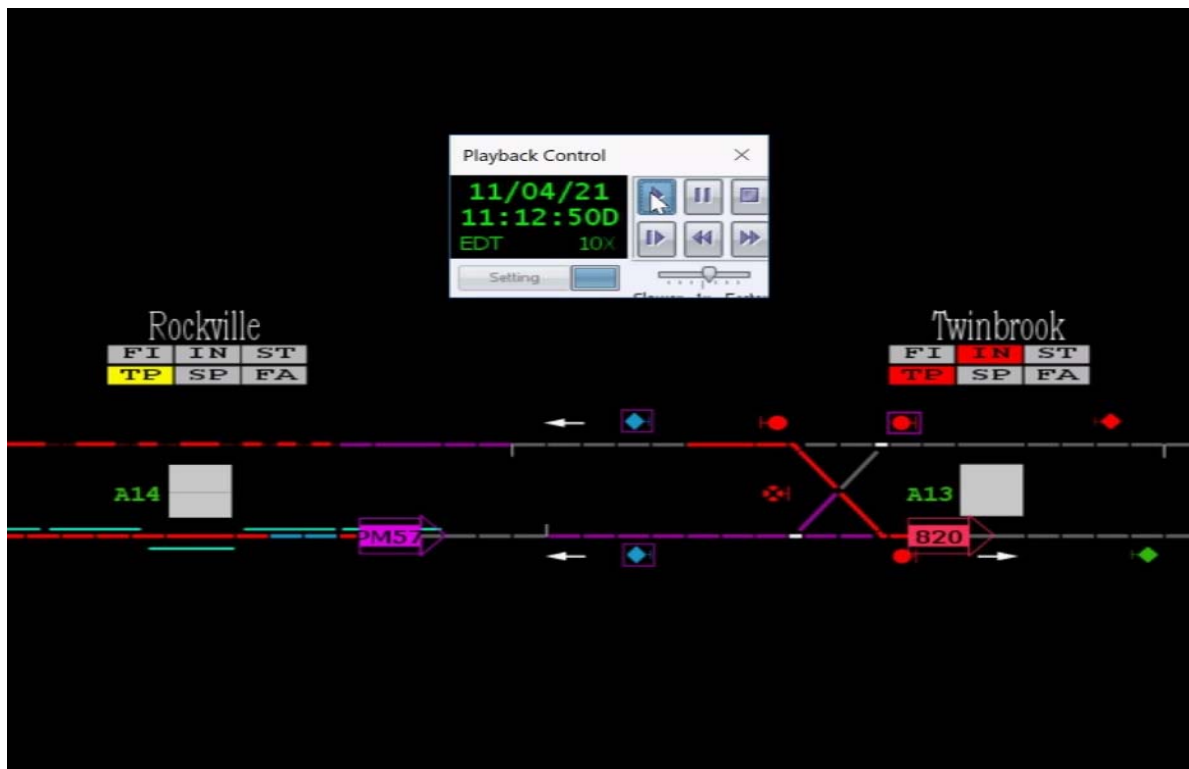 Playback Control
11/04/21
11:12:50D
EDT 10X
Setting
Rockville
FI IN ST
TP SP FA
Twinbrook
FI IN ST
TP SP FA
A14
A13
PM57
820